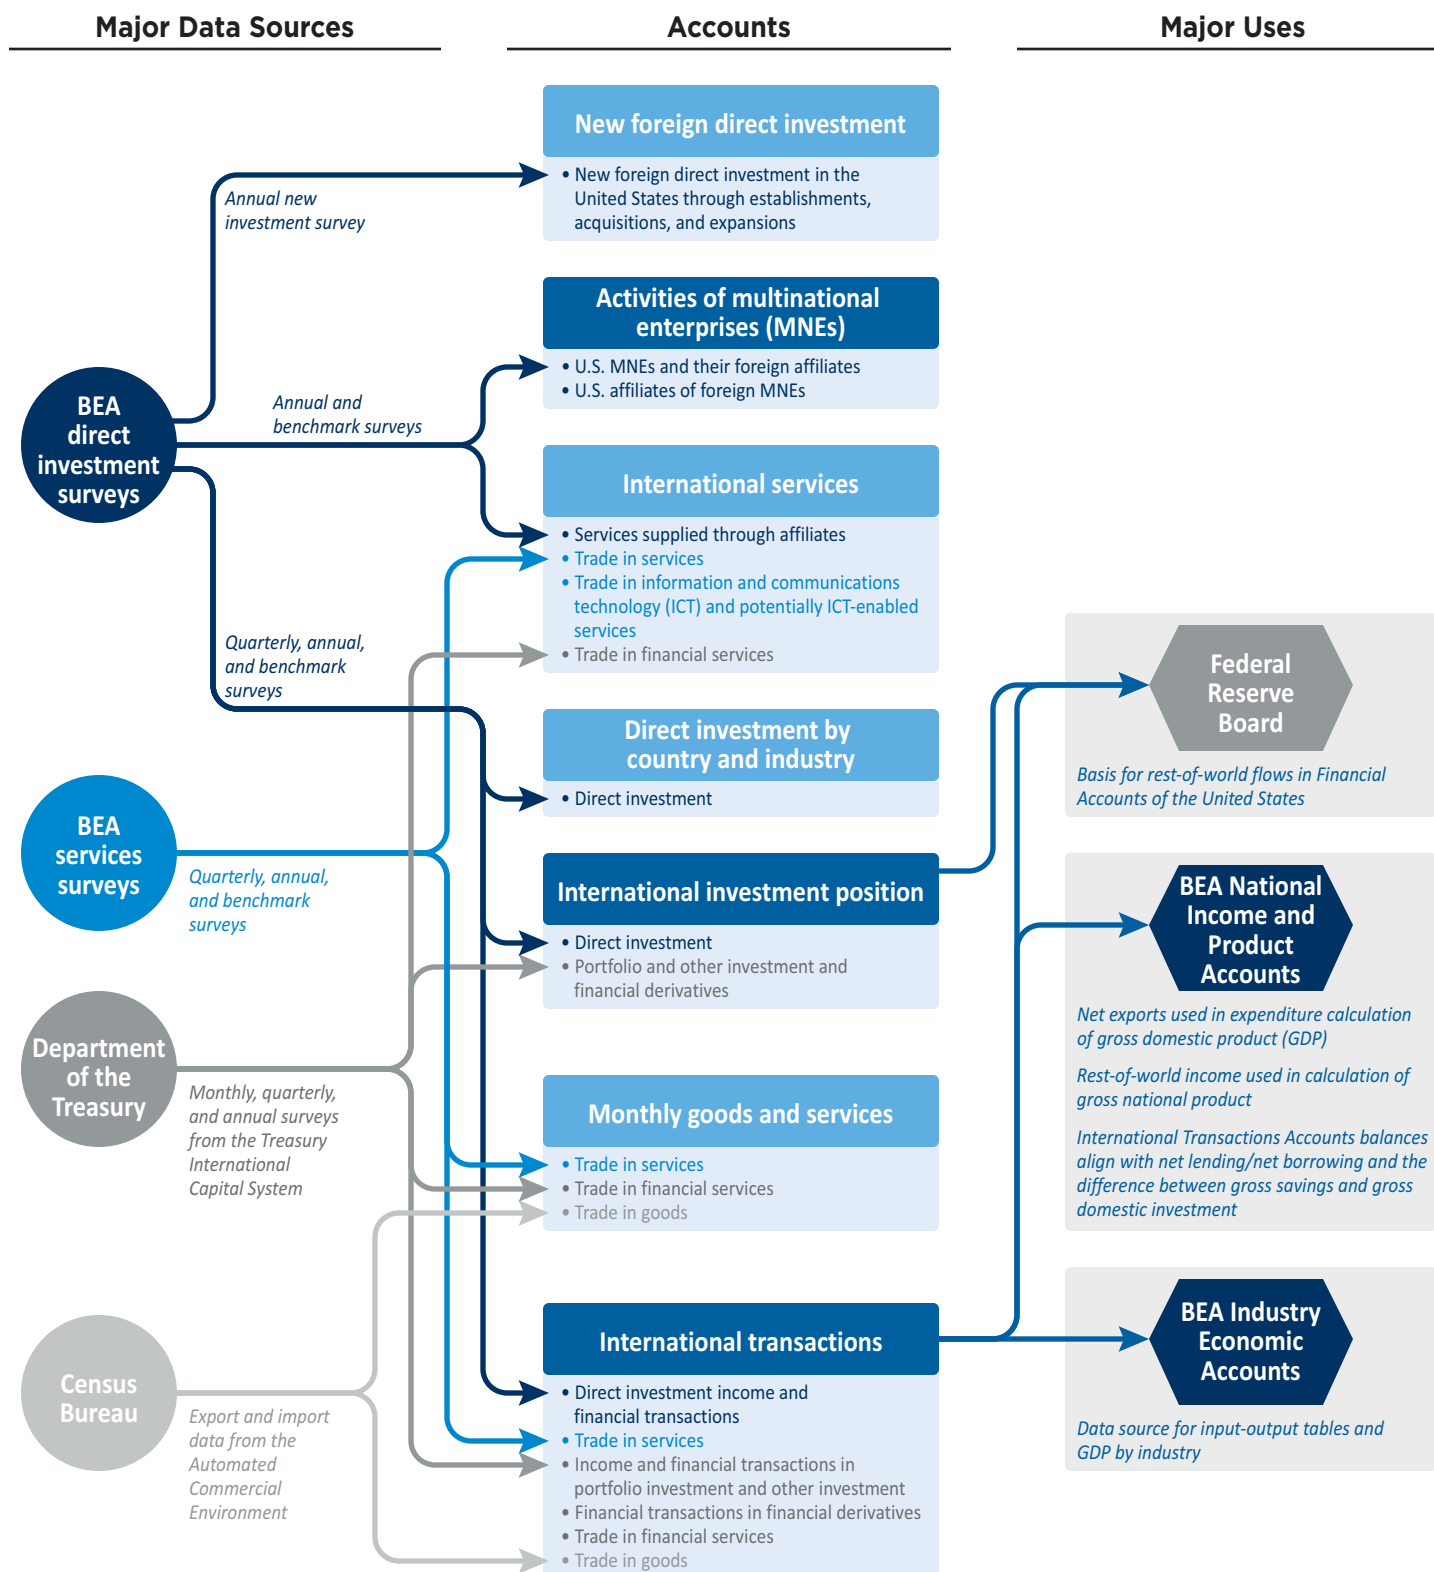 Major Data Sources
Accounts
Major Uses
BEA
direct
investment
surveys
Annual new
investment survey
Annual and
benchmark surveys
Quarterly, annual,
and benchmark
surveys
BEA
services
surveys
Quarterly, annual,
and benchmark
surveys
Department
of the
Treasury
Monthly, quarterly,
and annual surveys
from the Treasury
International
Capital System
Census
Bureau
Export and import
data from the
Automated
Commercial
Environment
New foreign direct investment
• New foreign direct investment in the
United States through establishments,
acquisitions, and expansions
Activities of multinational
enterprises (MNEs)
• U.S. MNEs and their foreign affiliates
• U.S. affiliates of foreign MNEs
International services
• Services supplied through affiliates
• Trade in services
• Trade in information and communications
technology (ICT) and potentially ICT-enabled
services
• Trade in financial services
Direct investment by
country and industry
• Direct investment
International investment position
• Direct investment
• Portfolio and other investment and
financial derivatives
Monthly goods and services
• Trade in services
• Trade in financial services
• Trade in goods
International transactions
• Direct investment income and
financial transactions
• Trade in services
• Income and financial transactions in
portfolio investment and other investment
• Financial transactions in financial derivatives
• Trade in financial services
• Trade in goods
Federal
Reserve
Board
Basis for rest-of-world flows in Financial
Accounts of the United States
BEA National
Income and
Product
Accounts
Net exports used in expenditure calculation
of gross domestic product (GDP)
Rest-of-world income used in calculation of
gross national product
International Transactions Accounts balances
align with net lending/net borrowing and the
difference between gross savings and gross
domestic investment
BEA Industry
Economic
Accounts
Data source for input-output tables and
GDP by industry